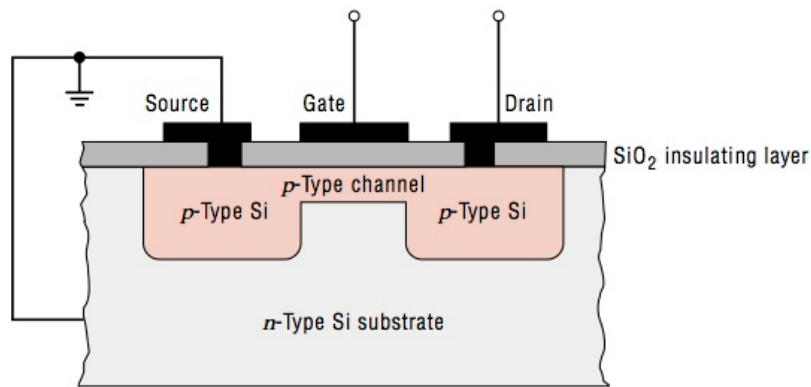 Source
Gate
Drain
SiO₂ insulating layer
p-Type channel
p-Type Si
p-Type Si
n-Type Si substrate